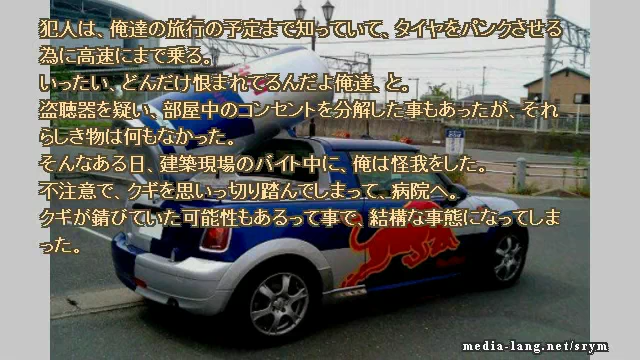 犯人は、俺達の旅行の予定まで知っていて、タイヤをパンクさせる
為に高速にまで乗る。
いったい、どんだけ恨まれてるんだよ俺達、と。
盗聴器を疑い、部屋中のコンセントを分解した事もあったが、それ
らしき物は何もなかった。
そんなある日、建築現場のバイト中に、俺は怪我をした。
不注意で、クギを思いっ切り踏んでしまって、病院へ。
クギが錆びていた可能性もあるって事で、結構な事態になってしま
った。
media-lang.net/srym